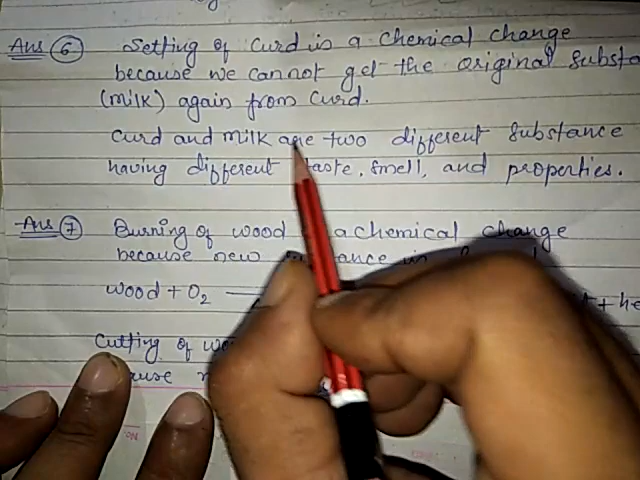 Ans 6 Setting of curd is a chemical change
because we cannot get the original substa
(milk) again from curd.
Curd and milk are two different substance
having different taste, smell, and properties.
Ans 7 Burning of wood a chemical change
because new
wood + O2 → + he
Cutting of